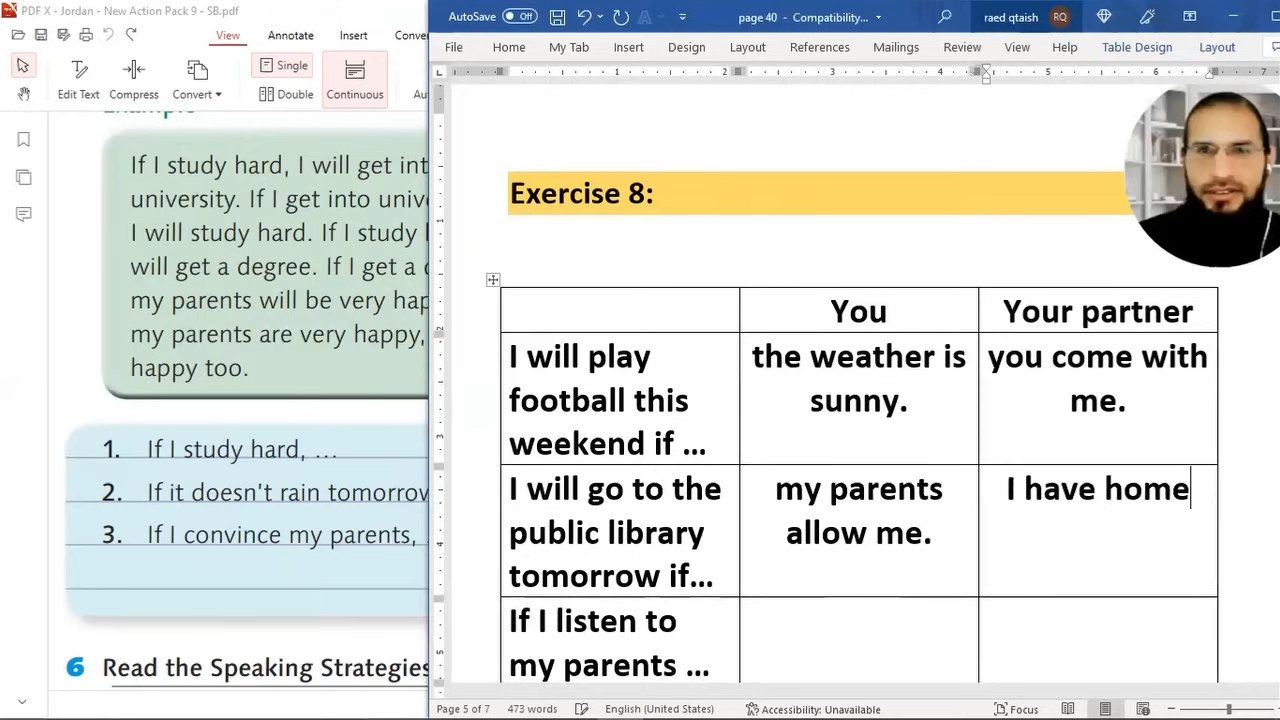 PDF X - Jordan - New Action Pack 9 - SB.pdf
View Annotate Insert Conver
Edit Text Compress Convert Single Double Continuous
Example
If I study hard, I will get int
university. If I get into univ
I will study hard. If I study
will get a degree. If I get a
my parents will be very hap
my parents are very happy,
happy too.
1. If I study hard, …
2. If it doesn't rain tomorrov
3. If I convince my parents,
6 Read the Speaking Strategies
AutoSave Off page 40 - Compatibility... raed qtaish RQ
File Home My Tab Insert Design Layout References Mailings Review View Help Table Design Layout
Exercise 8:
You Your partner
I will play
football this
weekend if …
the weather is
sunny.
you come with
me.
I will go to the
public library
tomorrow if…
my parents
allow me.
I have home
If I listen to
my parents …
Page 5 of 7 473 words English (United States) Accessibility: Unavailable Focus